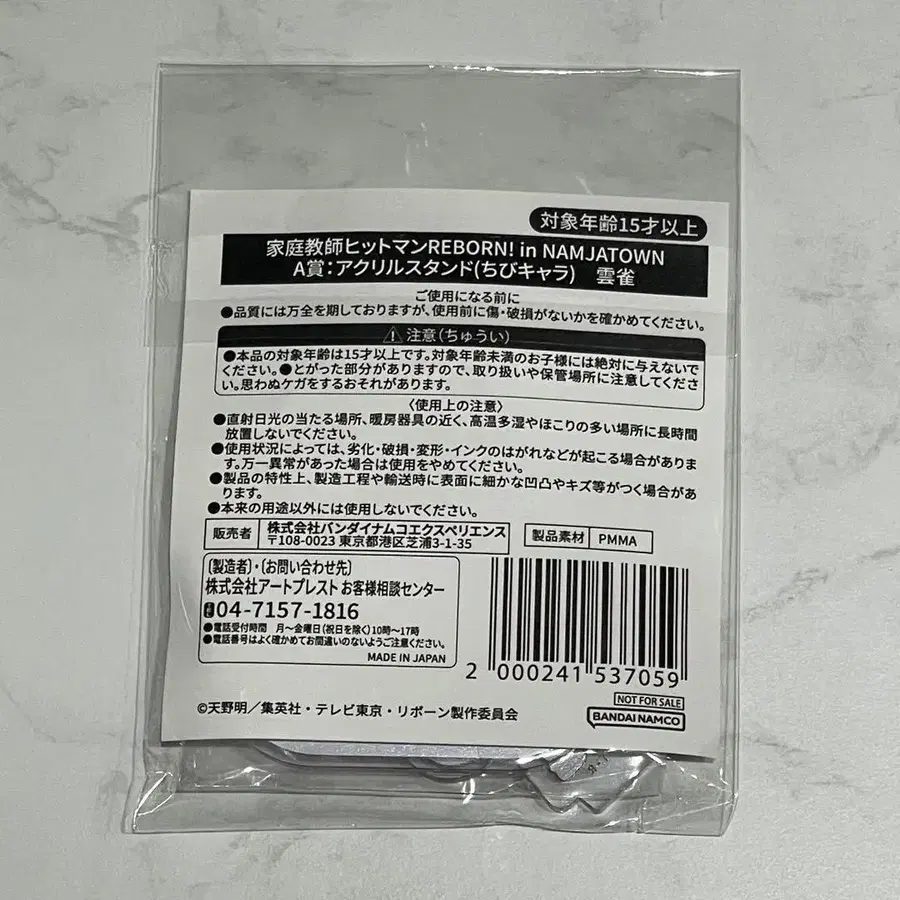 対象年齢15才以上
家庭教師ヒットマンREBORN! in NAMJATOWN
A賞:アクリルスタンド(ちびキャラ) 雲雀
ご使用になる前に
●品質には万全を期しておりますが、使用前に傷・破損がないかを確かめてください。
注意(ちゅうい)
●本品の対象年齢は15才以上です。対象年齢未満のお子様には絶対に与えないで
ください。●とがった部分がありますので、取り扱いや保管場所に注意してくださ
い。思わぬケガをするおそれがあります。
〈使用上の注意〉
●直射日光の当たる場所、暖房器具の近く、高温多湿やほこりの多い場所に長時間
放置しないでください。
●使用状況によっては、劣化・破損・変形・インクのはがれなどが起こる場合がありま
す。万一異常があった場合は使用をやめてください。
●製品の特性上、製造工程や輸送時に表面に細かな凹凸やキズ等がつく場合があ
ります。
●本来の用途以外には使用しないでください。
販売者 株式会社バンダイナムコエクスペリエンス
〒108-0023 東京都港区芝浦3-1-35
製品素材 PMMA
〔製造者〕・〔お問い合わせ先〕
株式会社アートプレスト お客様相談センター
04-7157-1816
●電話受付時間 月～金曜日(祝日を除く)10時～17時
●電話番号はよく確かめてお間違いのないようご注意ください。
MADE IN JAPAN
2 000241 537059
NOT FOR SALE
BANDAI NAMCO
©天野明／集英社・テレビ東京・リボーン製作委員会